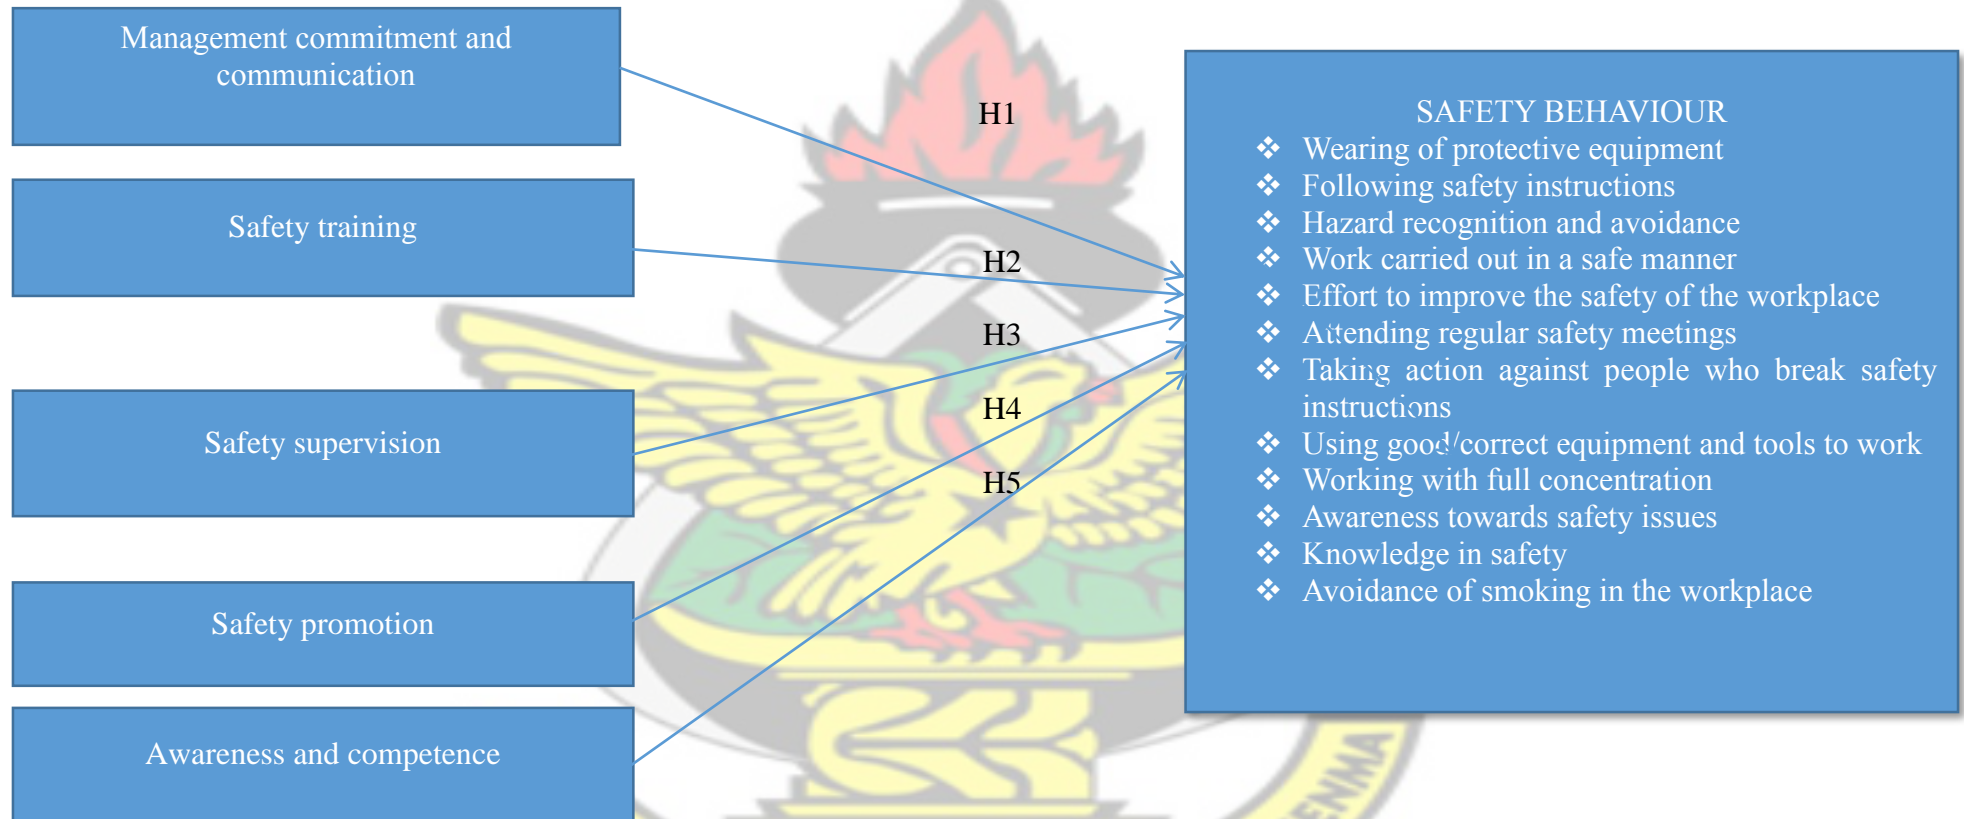 Management commitment and
communication
Safety training
Safety supervision
Safety promotion
Awareness and competence
H1
H2
H3
H4
H5
SAFETY BEHAVIOUR
❖ Wearing of protective equipment
❖ Following safety instructions
❖ Hazard recognition and avoidance
❖ Work carried out in a safe manner
❖ Effort to improve the safety of the workplace
❖ Attending regular safety meetings
❖ Taking action against people who break safety
instructions
❖ Using good/correct equipment and tools to work
❖ Working with full concentration
❖ Awareness towards safety issues
❖ Knowledge in safety
❖ Avoidance of smoking in the workplace